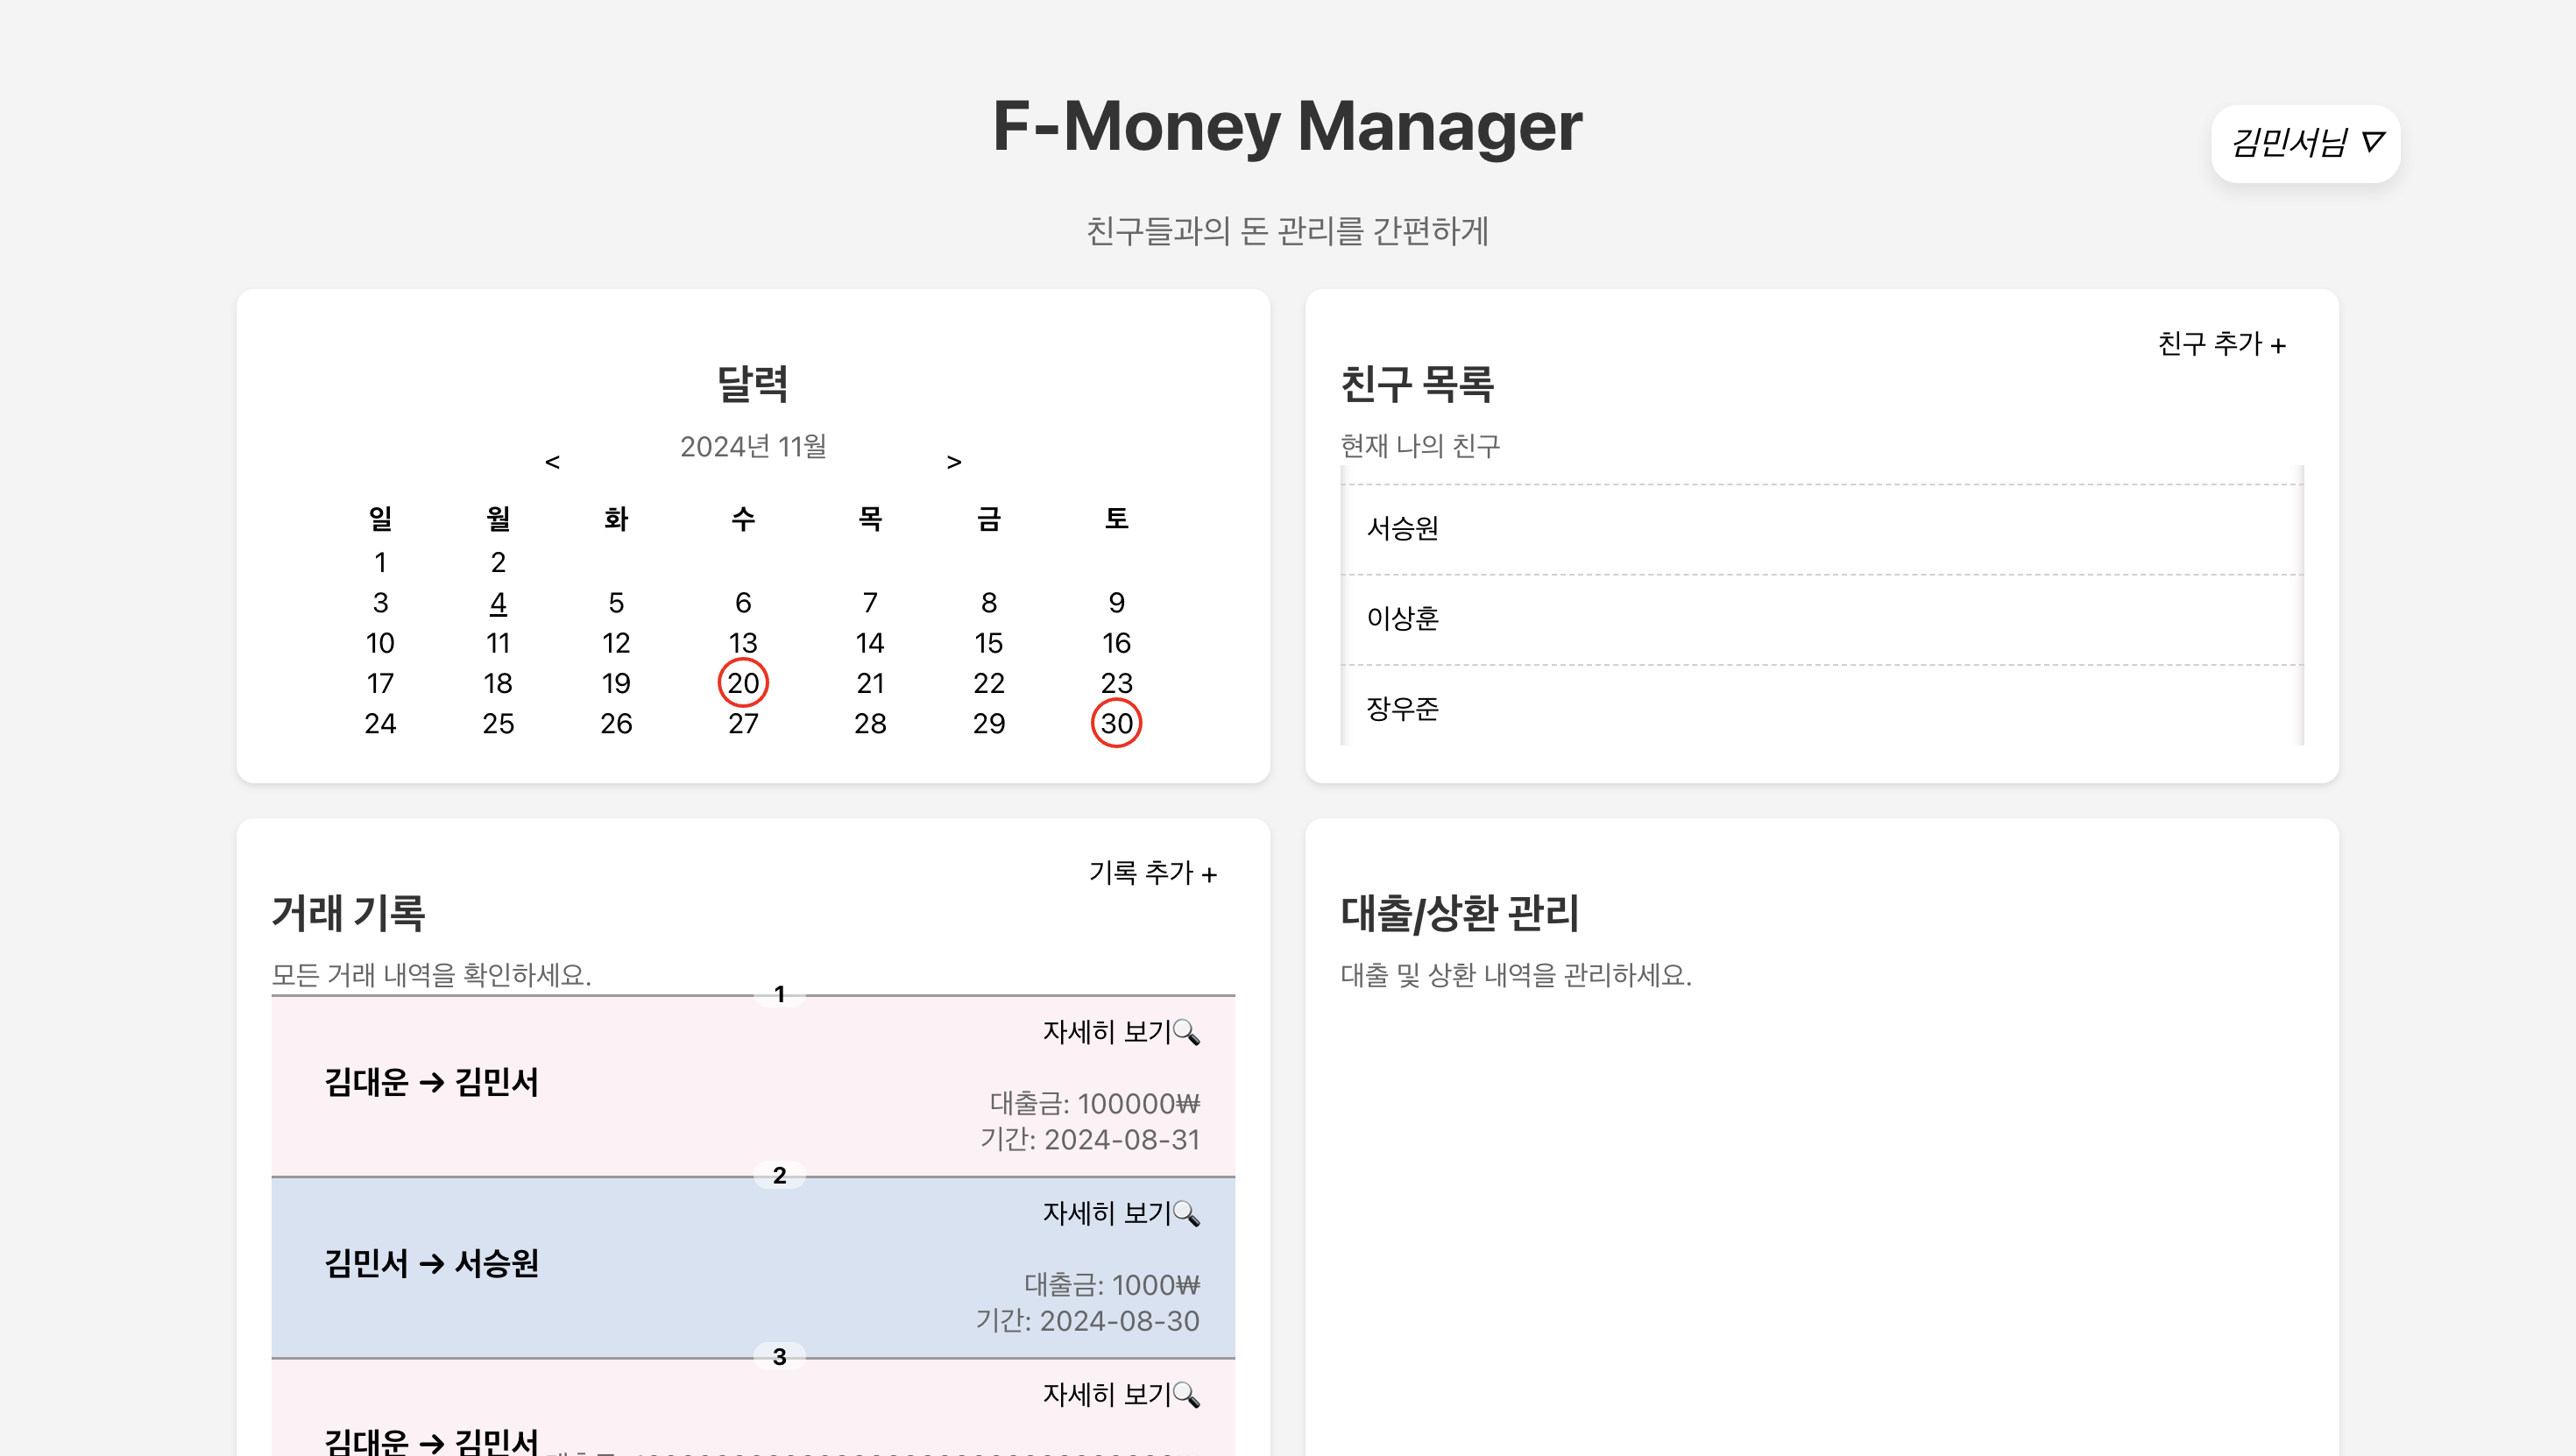 F-Money Manager
김민서님 ▽
친구들과의 돈 관리를 간편하게
달력
2024년 11월
< >
일 월 화 수 목 금 토
1 2
3 4 5 6 7 8 9
10 11 12 13 14 15 16
17 18 19 20 21 22 23
24 25 26 27 28 29 30
친구 추가 +
친구 목록
현재 나의 친구
서승원
이상훈
장우준
기록 추가 +
거래 기록
모든 거래 내역을 확인하세요.
1
자세히 보기🔍
김대운 → 김민서
대출금: 100000₩
기간: 2024-08-31
2
자세히 보기🔍
김민서 → 서승원
대출금: 1000₩
기간: 2024-08-30
3
자세히 보기🔍
김대운 → 김민서
대출/상환 관리
대출 및 상환 내역을 관리하세요.